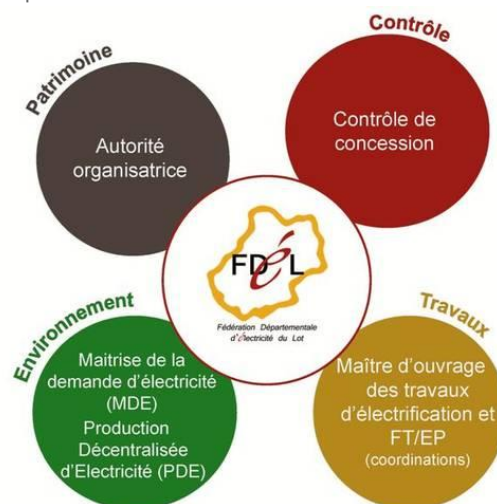 Patrimoine
Autorité
organisatrice
Contrôle
Contrôle de
concession
FDéL
Fédération Départementale
d'électricité du Lot
Environnement
Maitrise de la
demande d'électricité
(MDE)
Production
Décentralisée
d'Electricité (PDE)
Travaux
Maître d'ouvrage
des travaux
d'électrification et
FT/EP
(coordinations)